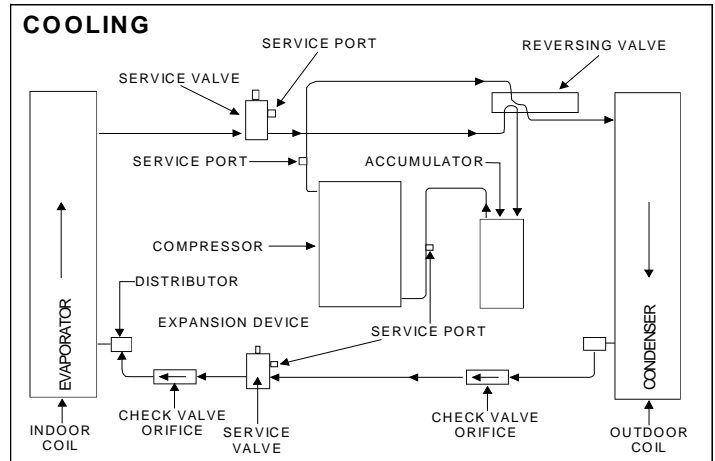 COOLING
SERVICE PORT
REVERSING VALVE
SERVICE VALVE
SERVICE PORT
ACCUMULATOR
COMPRESSOR
DISTRIBUTOR
EXPANSION DEVICE
SERVICE PORT
EVAPORATOR
CONDENSER
INDOOR
COIL
CHECK VALVE
ORIFICE
SERVICE
VALVE
CHECK VALVE
ORIFICE
OUTDOOR
COIL